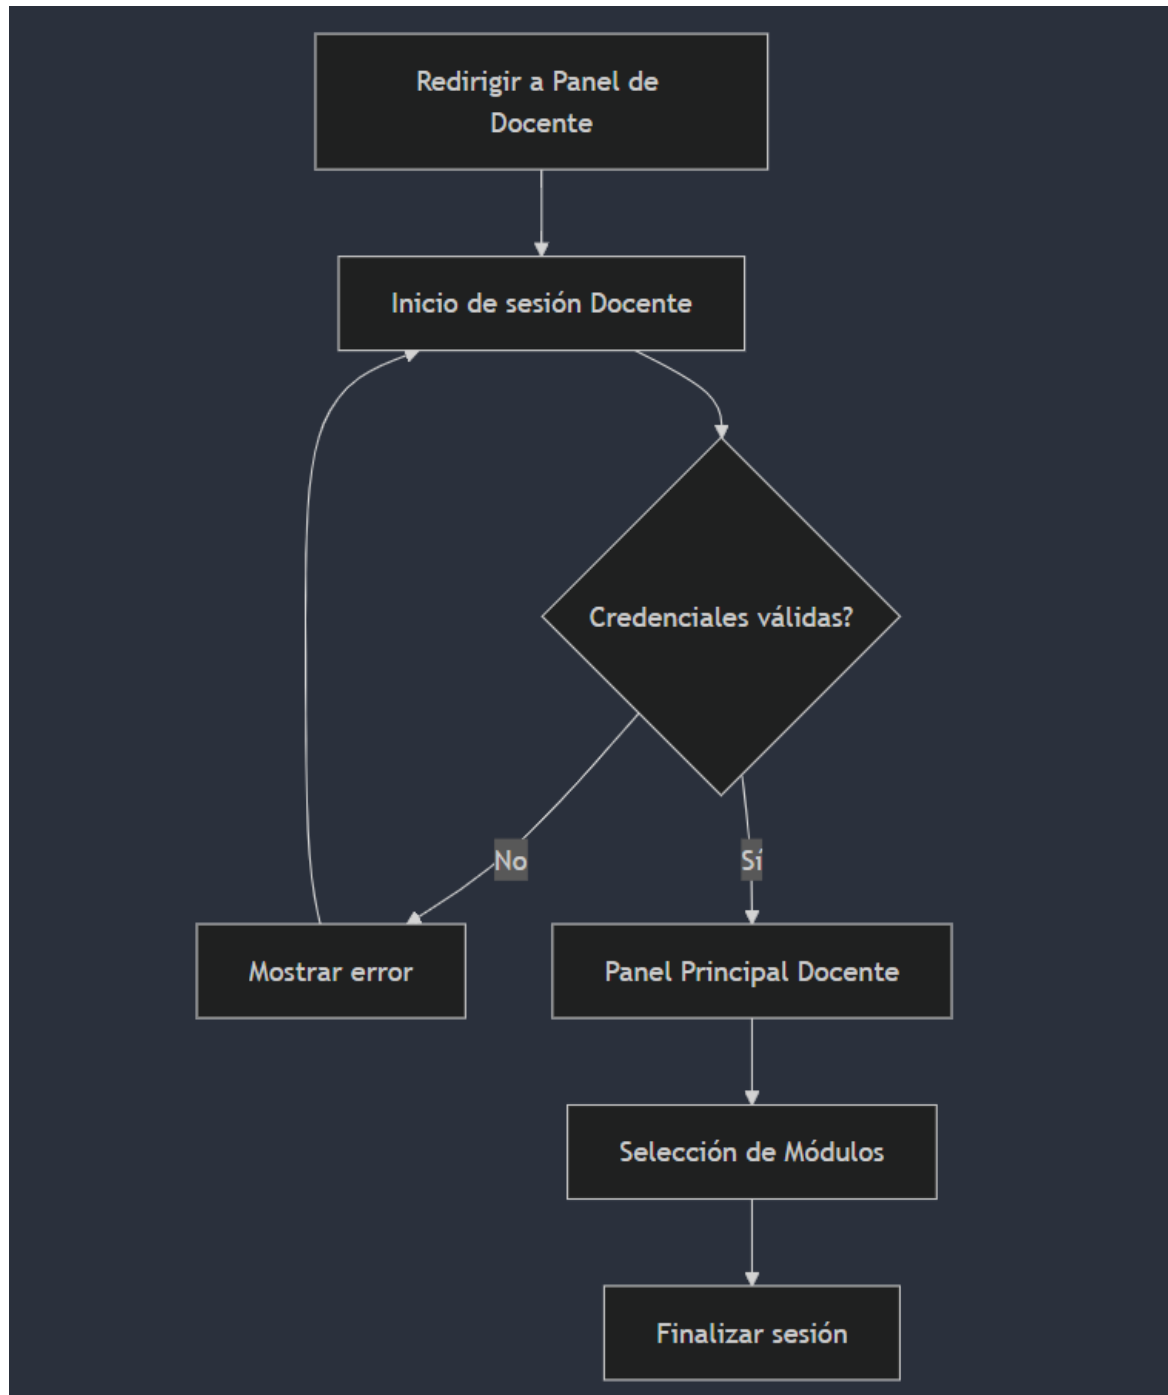 Redirigir a Panel de
Docente
Inicio de sesión Docente
Credenciales válidas?
No
Sí
Mostrar error
Panel Principal Docente
Selección de Módulos
Finalizar sesión